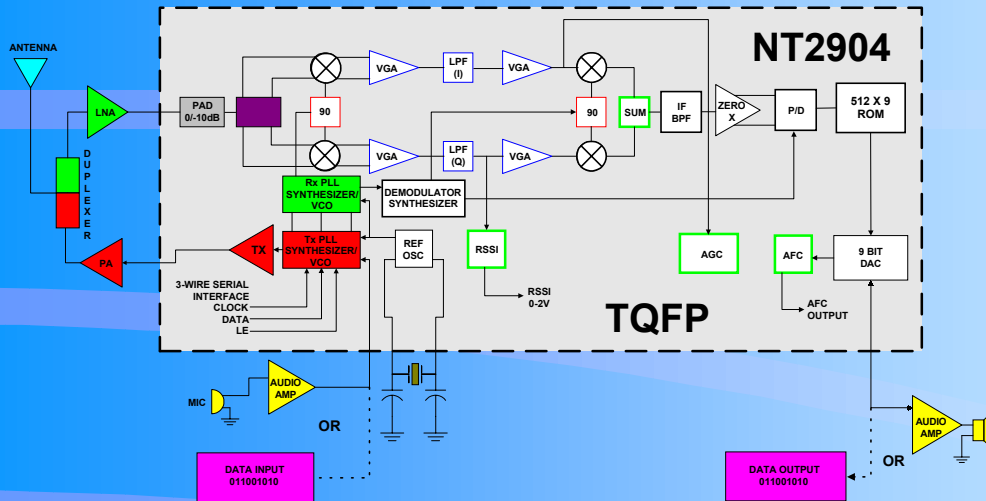 NT2904
ANTENNA
LNA
PAD
0/-10dB
VGA
LPF
(I)
VGA
90
90
SUM
IF
BPF
ZERO
X
P/D
512 X 9
ROM
VGA
LPF
(Q)
VGA
DUPLEXER
Rx PLL
SYNTHESIZER/
VCO
DEMODULATOR
SYNTHESIZER
PA
TX
Tx PLL
SYNTHESIZER/
VCO
REF
OSC
RSSI
AGC
AFC
9 BIT
DAC
3-WIRE SERIAL
INTERFACE
CLOCK
DATA
LE
RSSI
0-2V
TQFP
AFC
OUTPUT
MIC
AUDIO
AMP
OR
DATA INPUT
011001010
AUDIO
AMP
OR
DATA OUTPUT
011001010